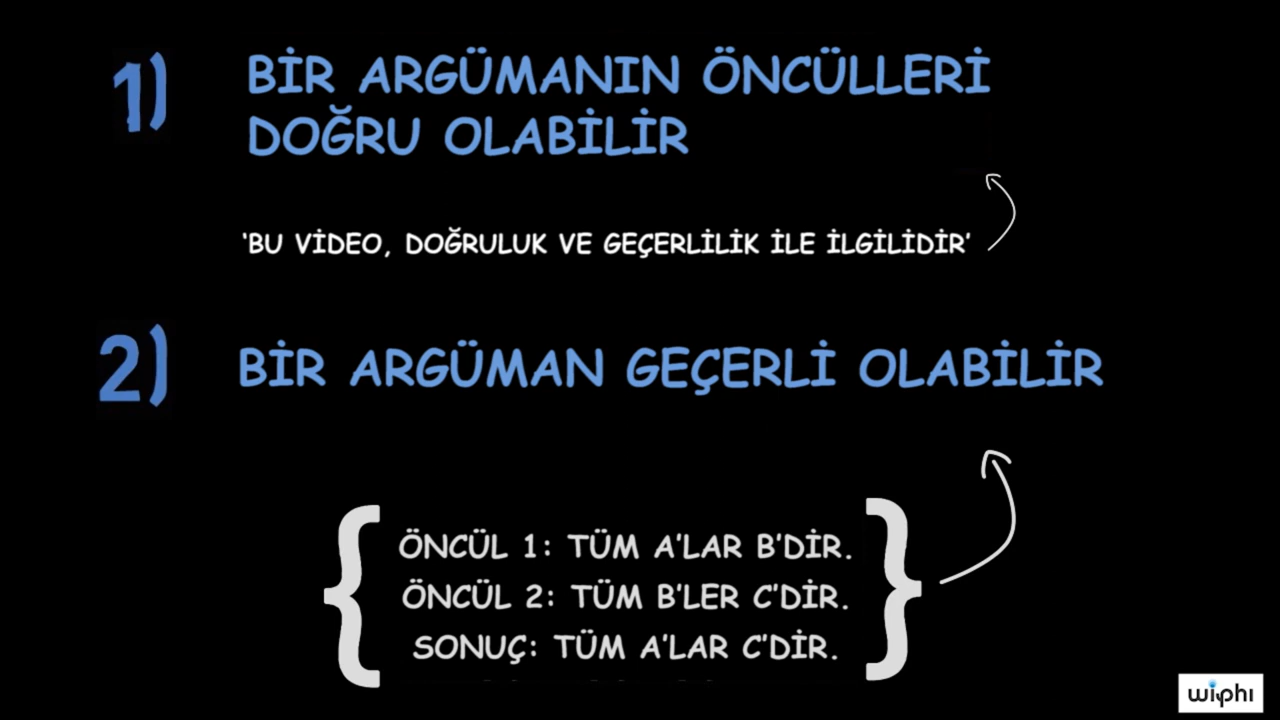 1) BİR ARGÜMANIN ÖNCÜLLERİ
DOĞRU OLABİLİR
‘BU VİDEO, DOĞRULUK VE GEÇERLİLİK İLE İLGİLİDİR’
2) BİR ARGÜMAN GEÇERLİ OLABİLİR
{ ÖNCÜL 1: TÜM A’LAR B’DİR. }
ÖNCÜL 2: TÜM B’LER C’DİR.
SONUÇ: TÜM A’LAR C’DİR.
wiφhi